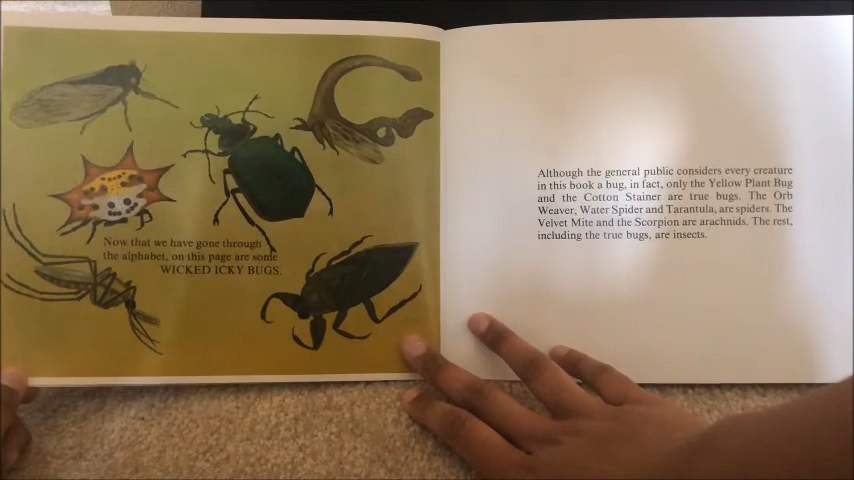 Now that we have gone through
the alphabet, on this page are some
WICKED ICKY BUGS.
Although the general public considers every creature
in this book a bug, in fact, only the Yellow Plant Bug
and the Cotton Stainer are true bugs. The Orb
Weaver, Water Spider and Tarantula, are spiders. The
Velvet Mite and the Scorpion are arachnids. The rest,
including the true bugs, are insects.